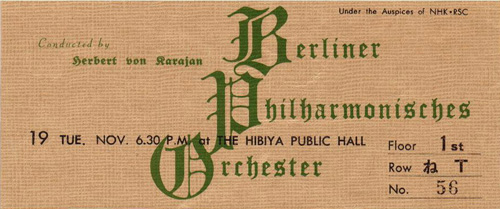 Under the Auspices of NHK•RSC
Conducted by
Herbert von Karajan
Berliner
Philharmonisches
Orchester
19 TUE. NOV. 6.30 P.M. at THE HIBIYA PUBLIC HALL
Floor 1st
Row ね T
No. 56